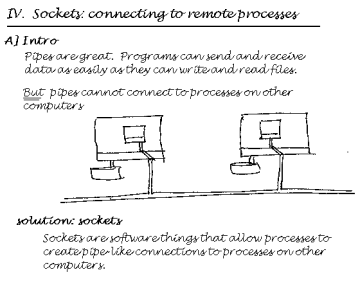 IV. Sockets: connecting to remote processes
A] Intro
Pipes are great. Programs can send and receive
data as easily as they can write and read files.
But pipes cannot connect to processes on other
computers
solution: sockets
Sockets are software things that allow processes to
create pipe-like connections to processes on other
computers.